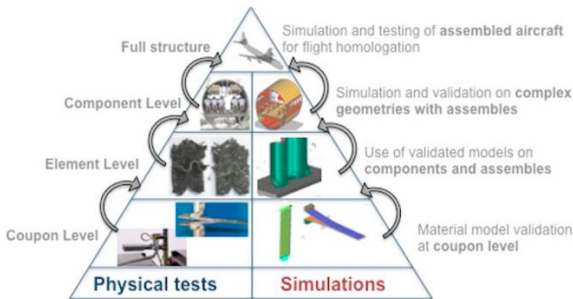 Full structure
Simulation and testing of assembled aircraft
for flight homologation
Component Level
Simulation and validation on complex
geometries with assembles
Element Level
Use of validated models on
components and assembles
Coupon Level
Material model validation
at coupon level
Physical tests
Simulations